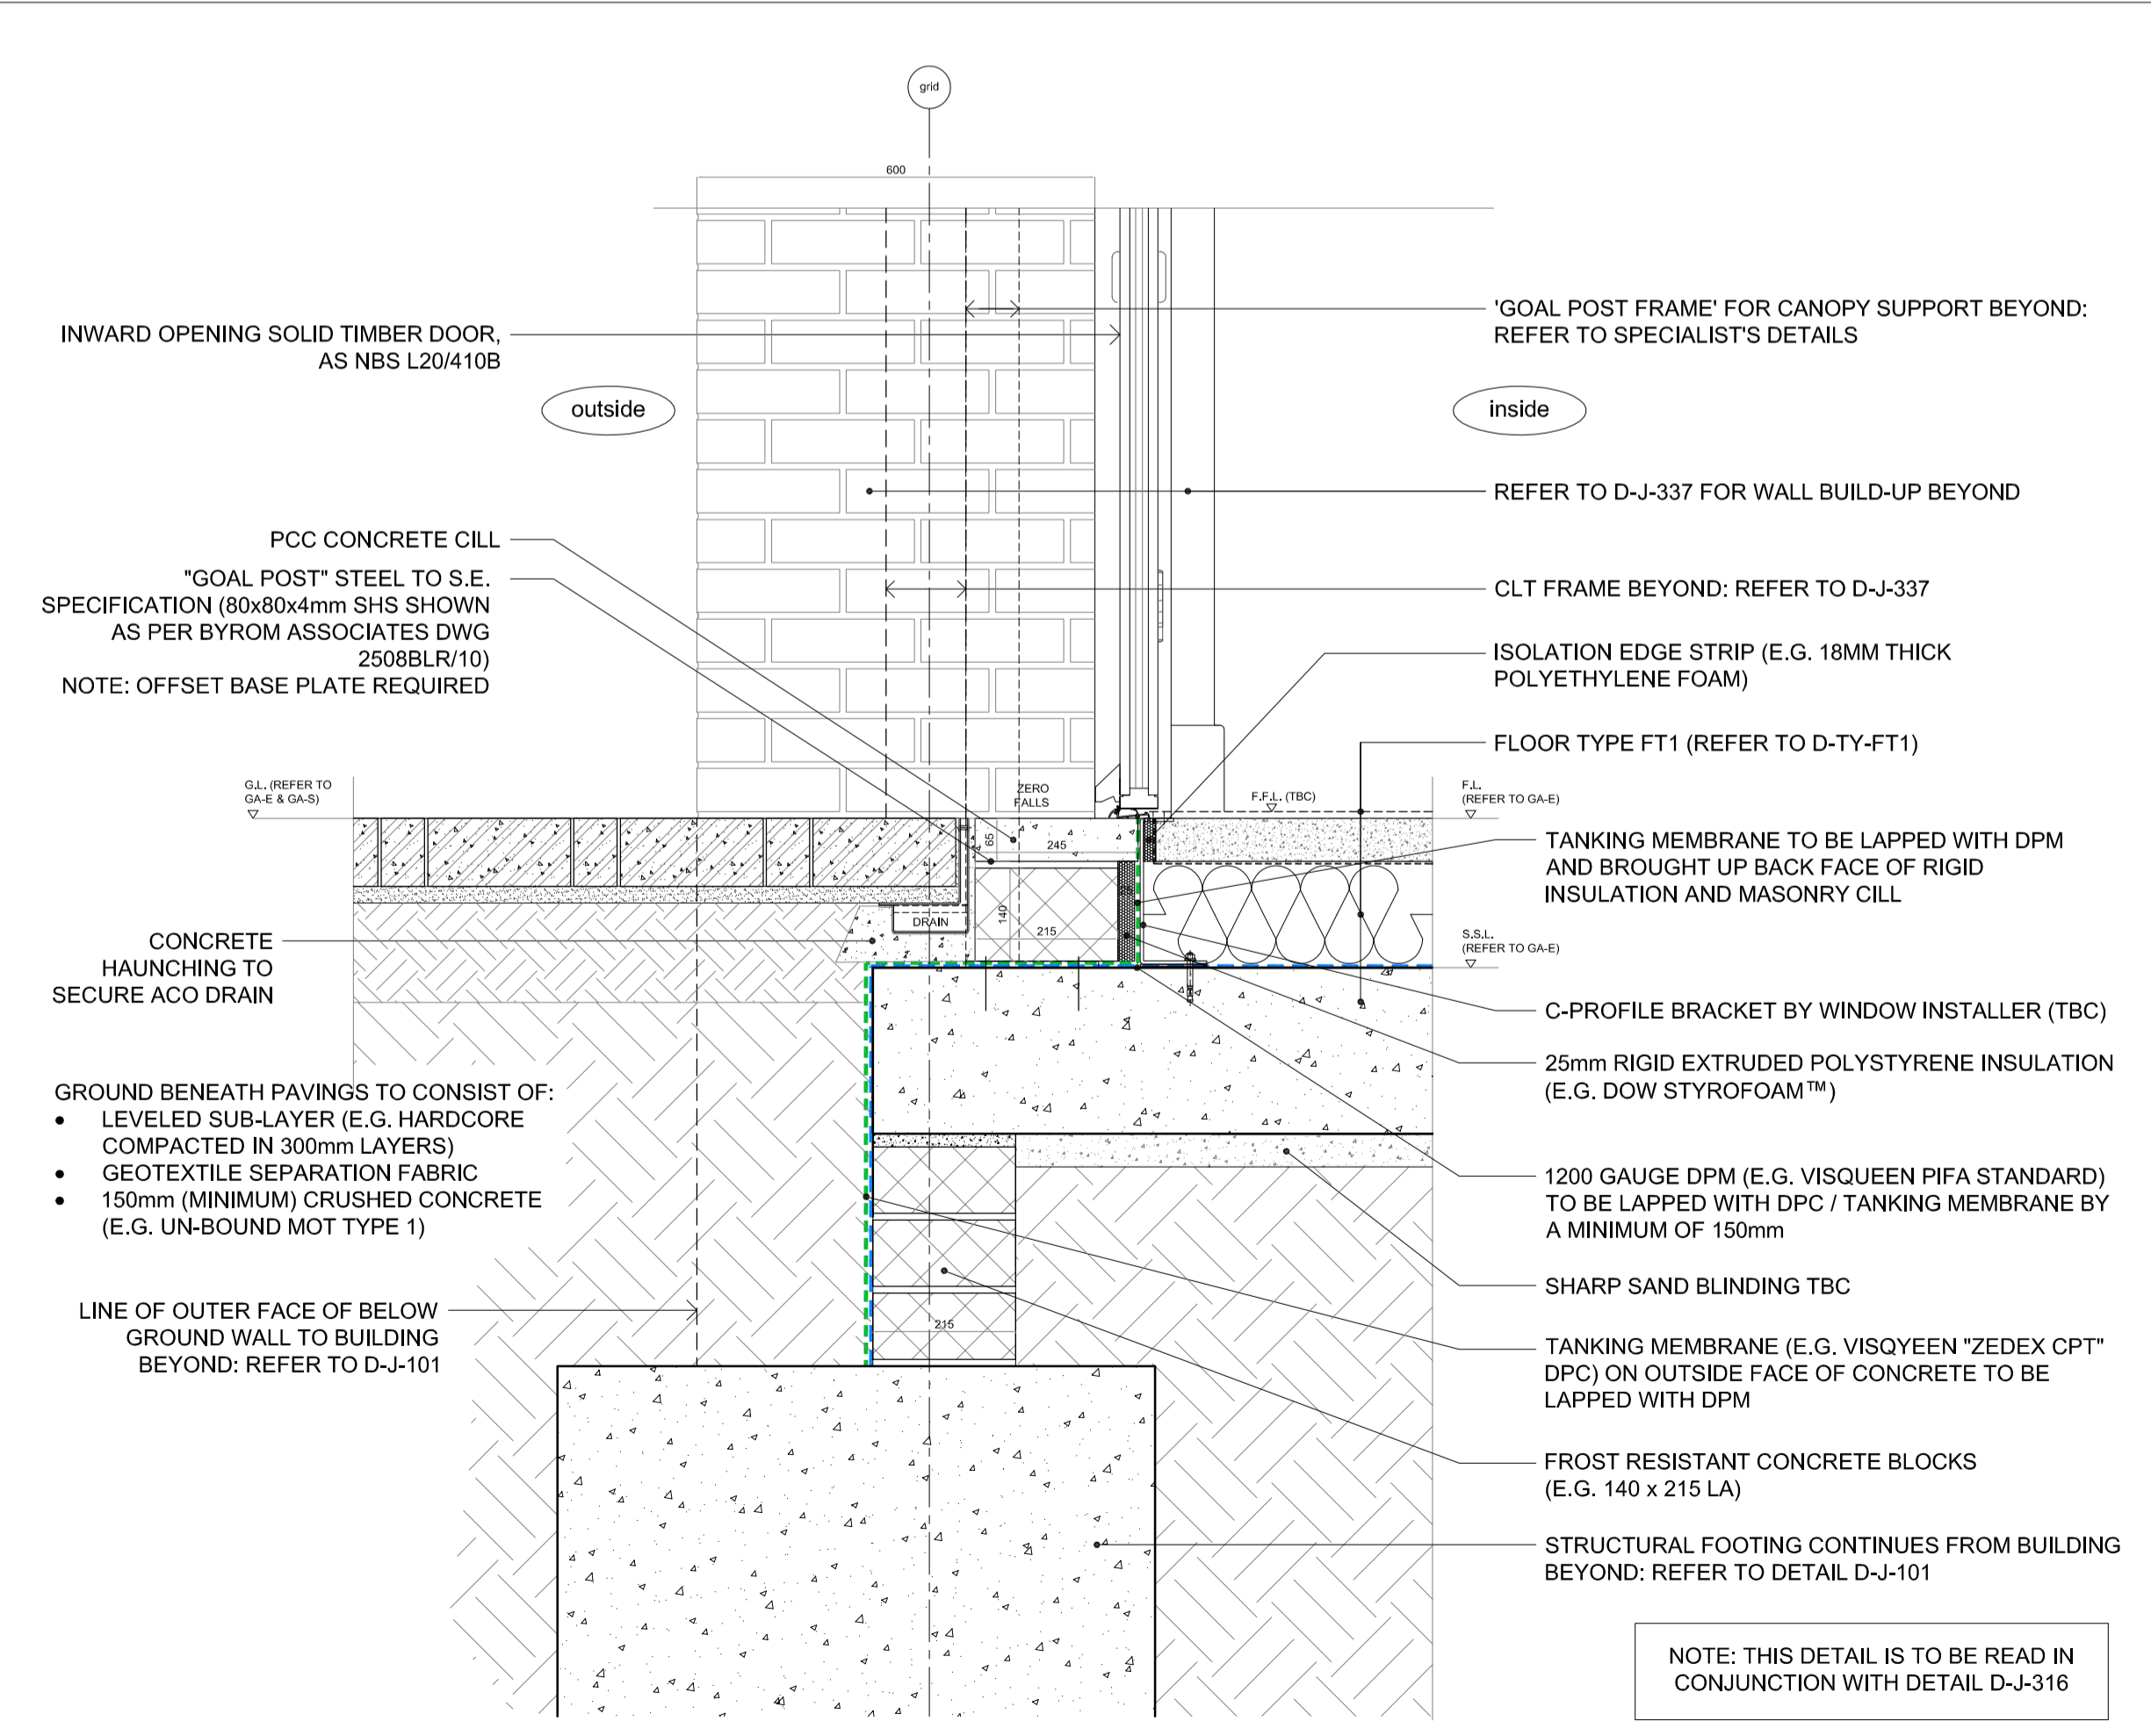 grid
600
INWARD OPENING SOLID TIMBER DOOR,
AS NBS L20/410B
outside
PCC CONCRETE CILL
"GOAL POST" STEEL TO S.E.
SPECIFICATION (80x80x4mm SHS SHOWN
AS PER BYROM ASSOCIATES DWG
2508BLR/10)
NOTE: OFFSET BASE PLATE REQUIRED
G.L. (REFER TO
GA-E & GA-S)
CONCRETE
HAUNCHING TO
SECURE ACO DRAIN
GROUND BENEATH PAVINGS TO CONSIST OF:
• LEVELED SUB-LAYER (E.G. HARDCORE
COMPACTED IN 300mm LAYERS)
• GEOTEXTILE SEPARATION FABRIC
• 150mm (MINIMUM) CRUSHED CONCRETE
(E.G. UN-BOUND MOT TYPE 1)
LINE OF OUTER FACE OF BELOW
GROUND WALL TO BUILDING
BEYOND: REFER TO D-J-101
ZERO
FALLS
65
245
140
215
25
DRAIN
215
F.F.L. (TBC)
F.L.
(REFER TO GA-E)
S.S.L.
(REFER TO GA-E)
'GOAL POST FRAME' FOR CANOPY SUPPORT BEYOND:
REFER TO SPECIALIST'S DETAILS
inside
REFER TO D-J-337 FOR WALL BUILD-UP BEYOND
CLT FRAME BEYOND: REFER TO D-J-337
ISOLATION EDGE STRIP (E.G. 18MM THICK
POLYETHYLENE FOAM)
FLOOR TYPE FT1 (REFER TO D-TY-FT1)
TANKING MEMBRANE TO BE LAPPED WITH DPM
AND BROUGHT UP BACK FACE OF RIGID
INSULATION AND MASONRY CILL
C-PROFILE BRACKET BY WINDOW INSTALLER (TBC)
25mm RIGID EXTRUDED POLYSTYRENE INSULATION
(E.G. DOW STYROFOAM™)
1200 GAUGE DPM (E.G. VISQUEEN PIFA STANDARD)
TO BE LAPPED WITH DPC / TANKING MEMBRANE BY
A MINIMUM OF 150mm
SHARP SAND BLINDING TBC
TANKING MEMBRANE (E.G. VISQYEEN "ZEDEX CPT"
DPC) ON OUTSIDE FACE OF CONCRETE TO BE
LAPPED WITH DPM
FROST RESISTANT CONCRETE BLOCKS
(E.G. 140 x 215 LA)
STRUCTURAL FOOTING CONTINUES FROM BUILDING
BEYOND: REFER TO DETAIL D-J-101
NOTE: THIS DETAIL IS TO BE READ IN
CONJUNCTION WITH DETAIL D-J-316